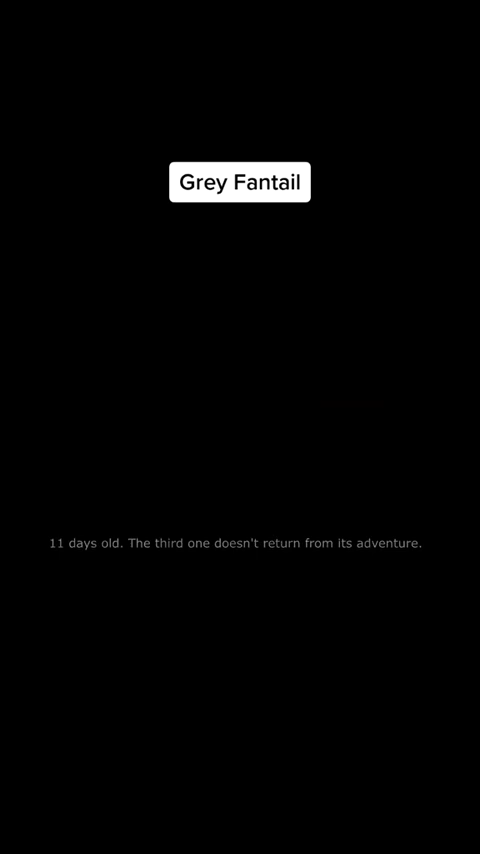 Grey Fantail
11 days old. The third one doesn't return from its adventure.